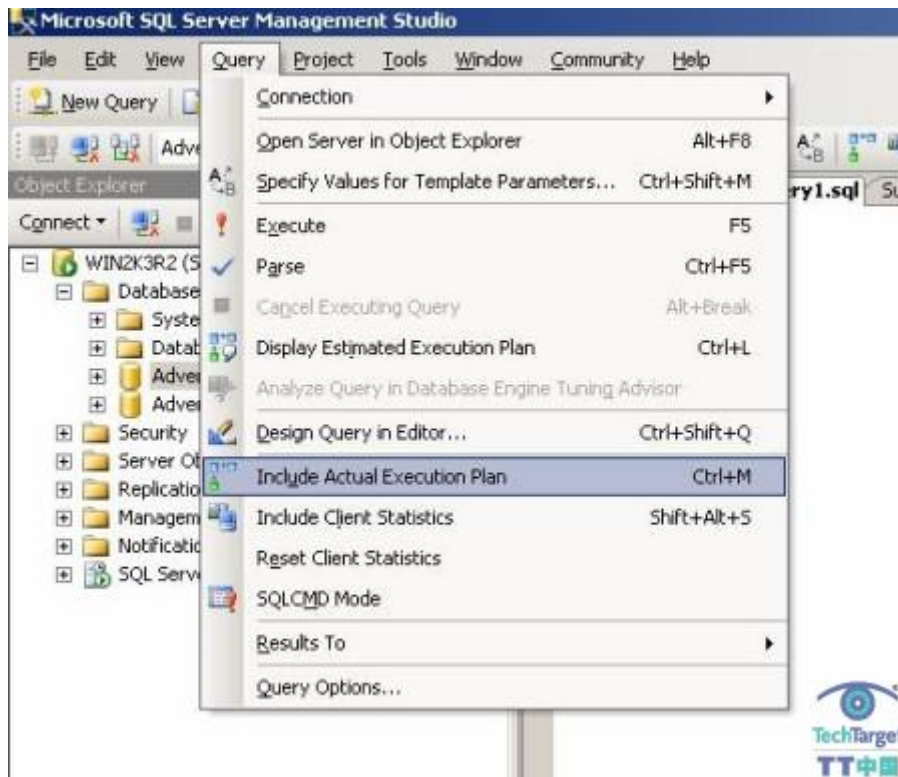 Microsoft SQL Server Management Studio
File Edit View Query Project Tools Window Community Help
New Query
Adve
Object Explorer
Connect
WIN2K3R2 (S
Database
Syste
Datab
Adve
Adve
Security
Server Ob
Replicatio
Managem
Notificatio
SQL Serv
Connection
Open Server in Object Explorer Alt+F8
Specify Values for Template Parameters... Ctrl+Shift+M
Execute F5
Parse Ctrl+F5
Cancel Executing Query Alt+Break
Display Estimated Execution Plan Ctrl+L
Analyze Query in Database Engine Tuning Advisor
Design Query in Editor... Ctrl+Shift+Q
Include Actual Execution Plan Ctrl+M
Include Client Statistics Shift+Alt+S
Reset Client Statistics
SQLCMD Mode
Results To
Query Options...
ry1.sql Su
TechTarget
TT中国